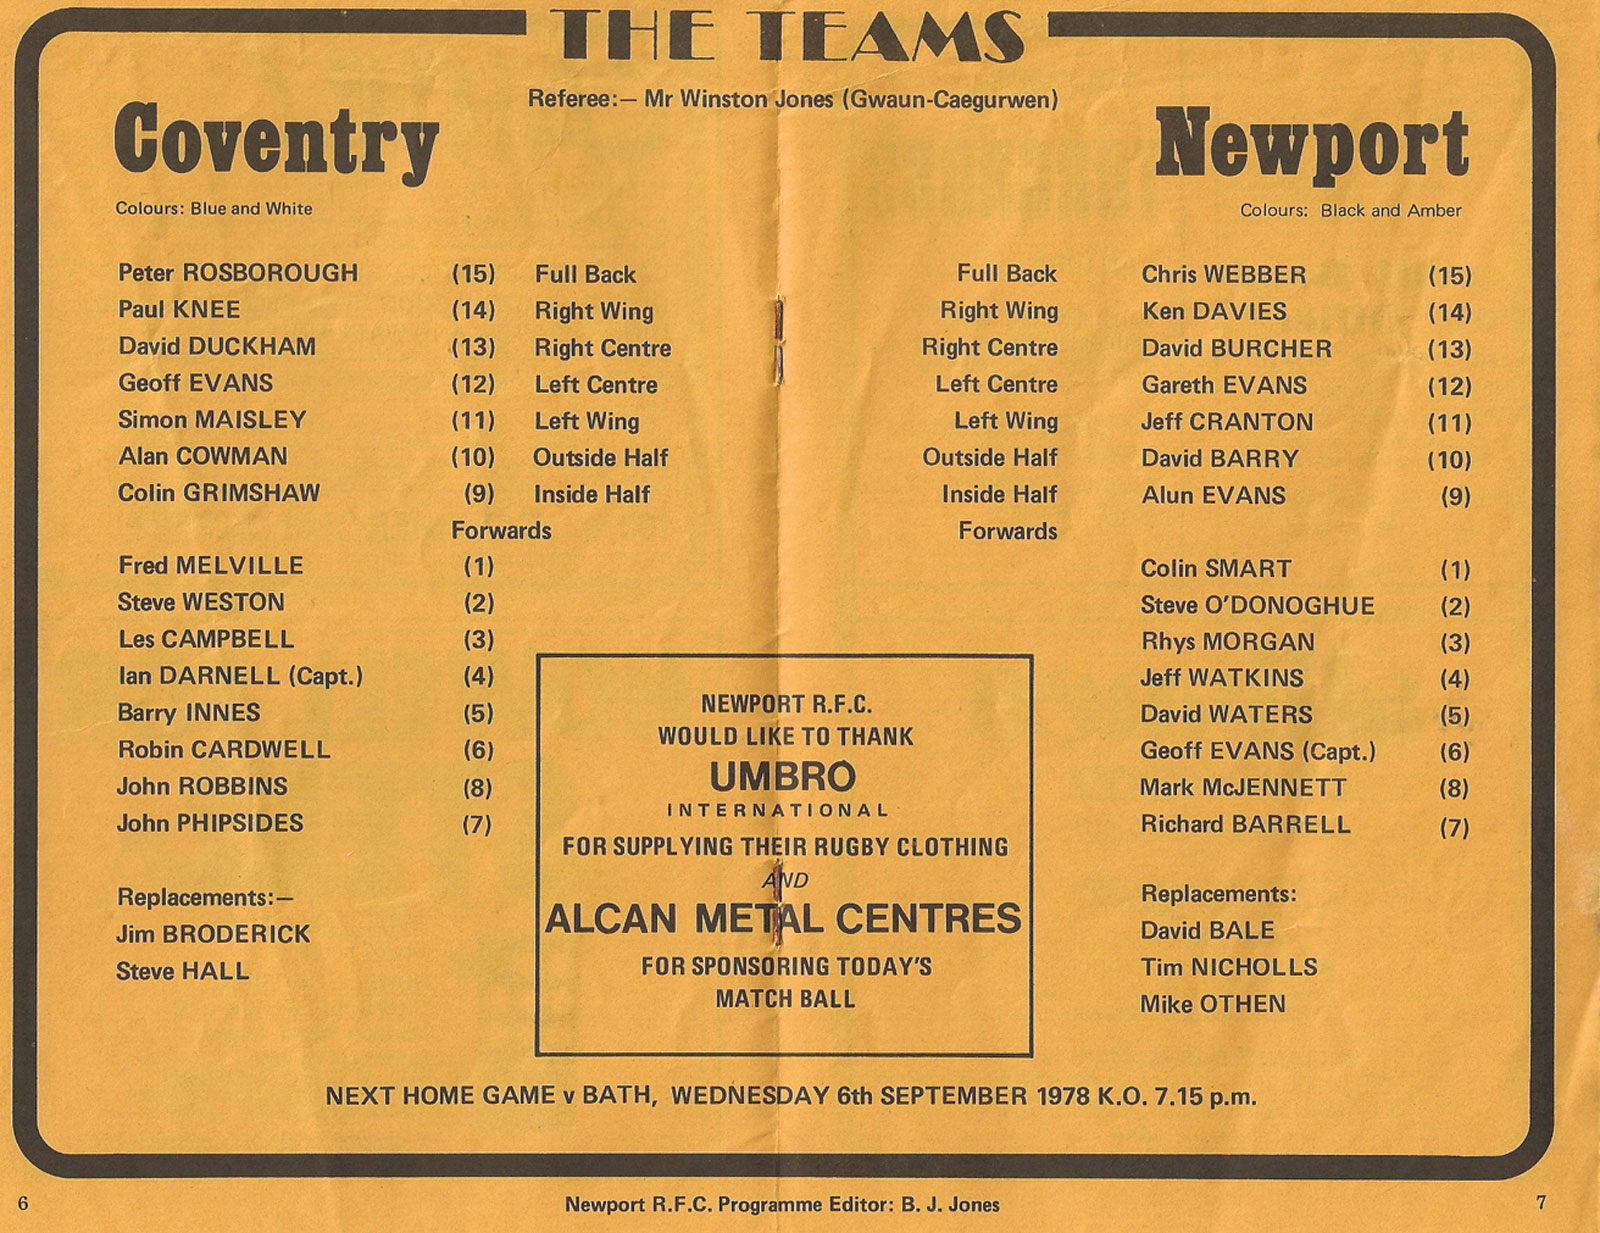 THE TEAMS
Referee:— Mr Winston Jones (Gwaun-Caegurwen)
Coventry
Colours: Blue and White
Peter ROSBOROUGH (15) Full Back
Paul KNEE (14) Right Wing
David DUCKHAM (13) Right Centre
Geoff EVANS (12) Left Centre
Simon MAISLEY (11) Left Wing
Alan COWMAN (10) Outside Half
Colin GRIMSHAW (9) Inside Half
Forwards
Fred MELVILLE (1)
Steve WESTON (2)
Les CAMPBELL (3)
Ian DARNELL (Capt.) (4)
Barry INNES (5)
Robin CARDWELL (6)
John ROBBINS (8)
John PHIPSIDES (7)
Replacements:—
Jim BRODERICK
Steve HALL
Newport
Colours: Black and Amber
Full Back Chris WEBBER (15)
Right Wing Ken DAVIES (14)
Right Centre David BURCHER (13)
Left Centre Gareth EVANS (12)
Left Wing Jeff CRANTON (11)
Outside Half David BARRY (10)
Inside Half Alun EVANS (9)
Forwards
Colin SMART (1)
Steve O'DONOGHUE (2)
Rhys MORGAN (3)
Jeff WATKINS (4)
David WATERS (5)
Geoff EVANS (Capt.) (6)
Mark McJENNETT (8)
Richard BARRELL (7)
Replacements:
David BALE
Tim NICHOLLS
Mike OTHEN
NEWPORT R.F.C.
WOULD LIKE TO THANK
UMBRO
INTERNATIONAL
FOR SUPPLYING THEIR RUGBY CLOTHING
AND
ALCAN METAL CENTRES
FOR SPONSORING TODAY'S
MATCH BALL
NEXT HOME GAME v BATH, WEDNESDAY 6th SEPTEMBER 1978 K.O. 7.15 p.m.
6
Newport R.F.C. Programme Editor: B. J. Jones
7